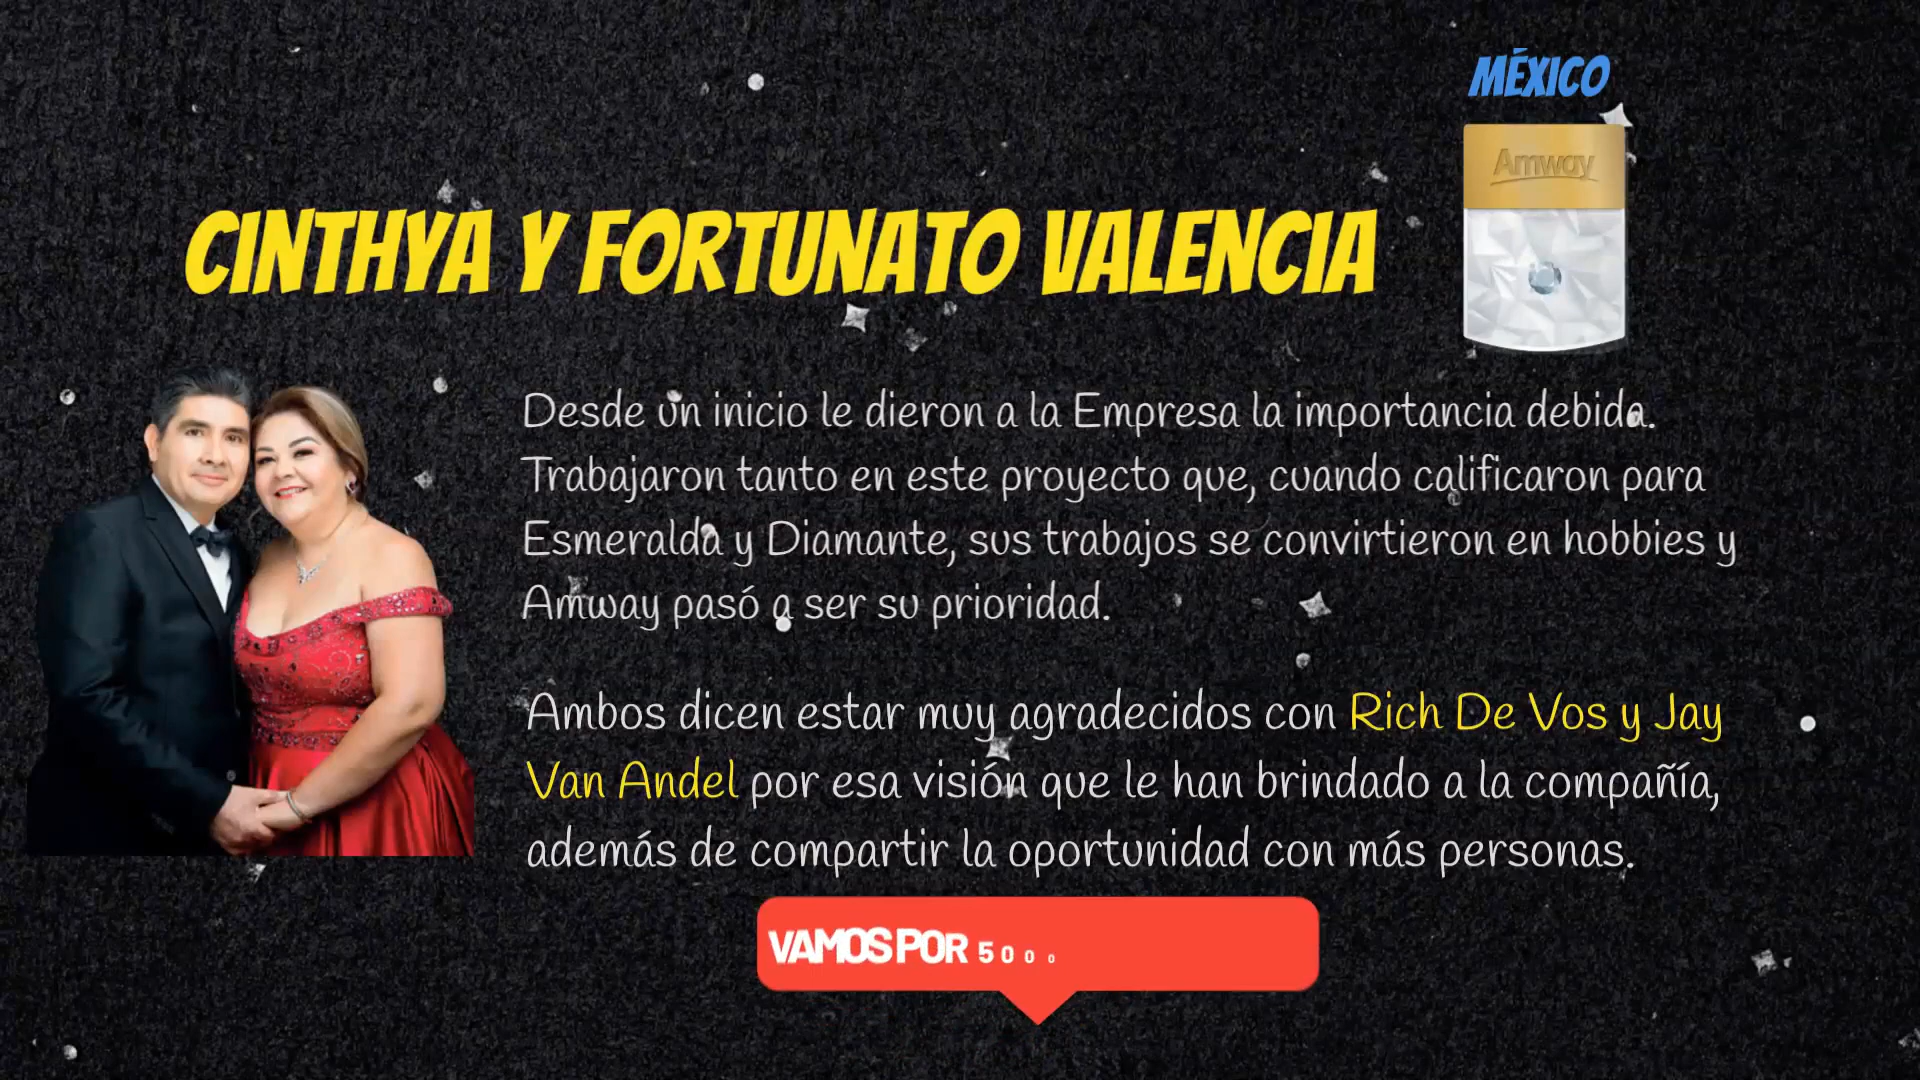 MÉXICO
Amway
CINTHYA Y FORTUNATO VALENCIA
Desde un inicio le dieron a la Empresa la importancia debida.
Trabajaron tanto en este proyecto que, cuando calificaron para
Esmeralda y Diamante, sus trabajos se convirtieron en hobbies y
Amway pasó a ser su prioridad.
Ambos dicen estar muy agradecidos con Rich De Vos y Jay
Van Andel por esa visión que le han brindado a la compañía,
además de compartir la oportunidad con más personas.
VAMOS POR 5000